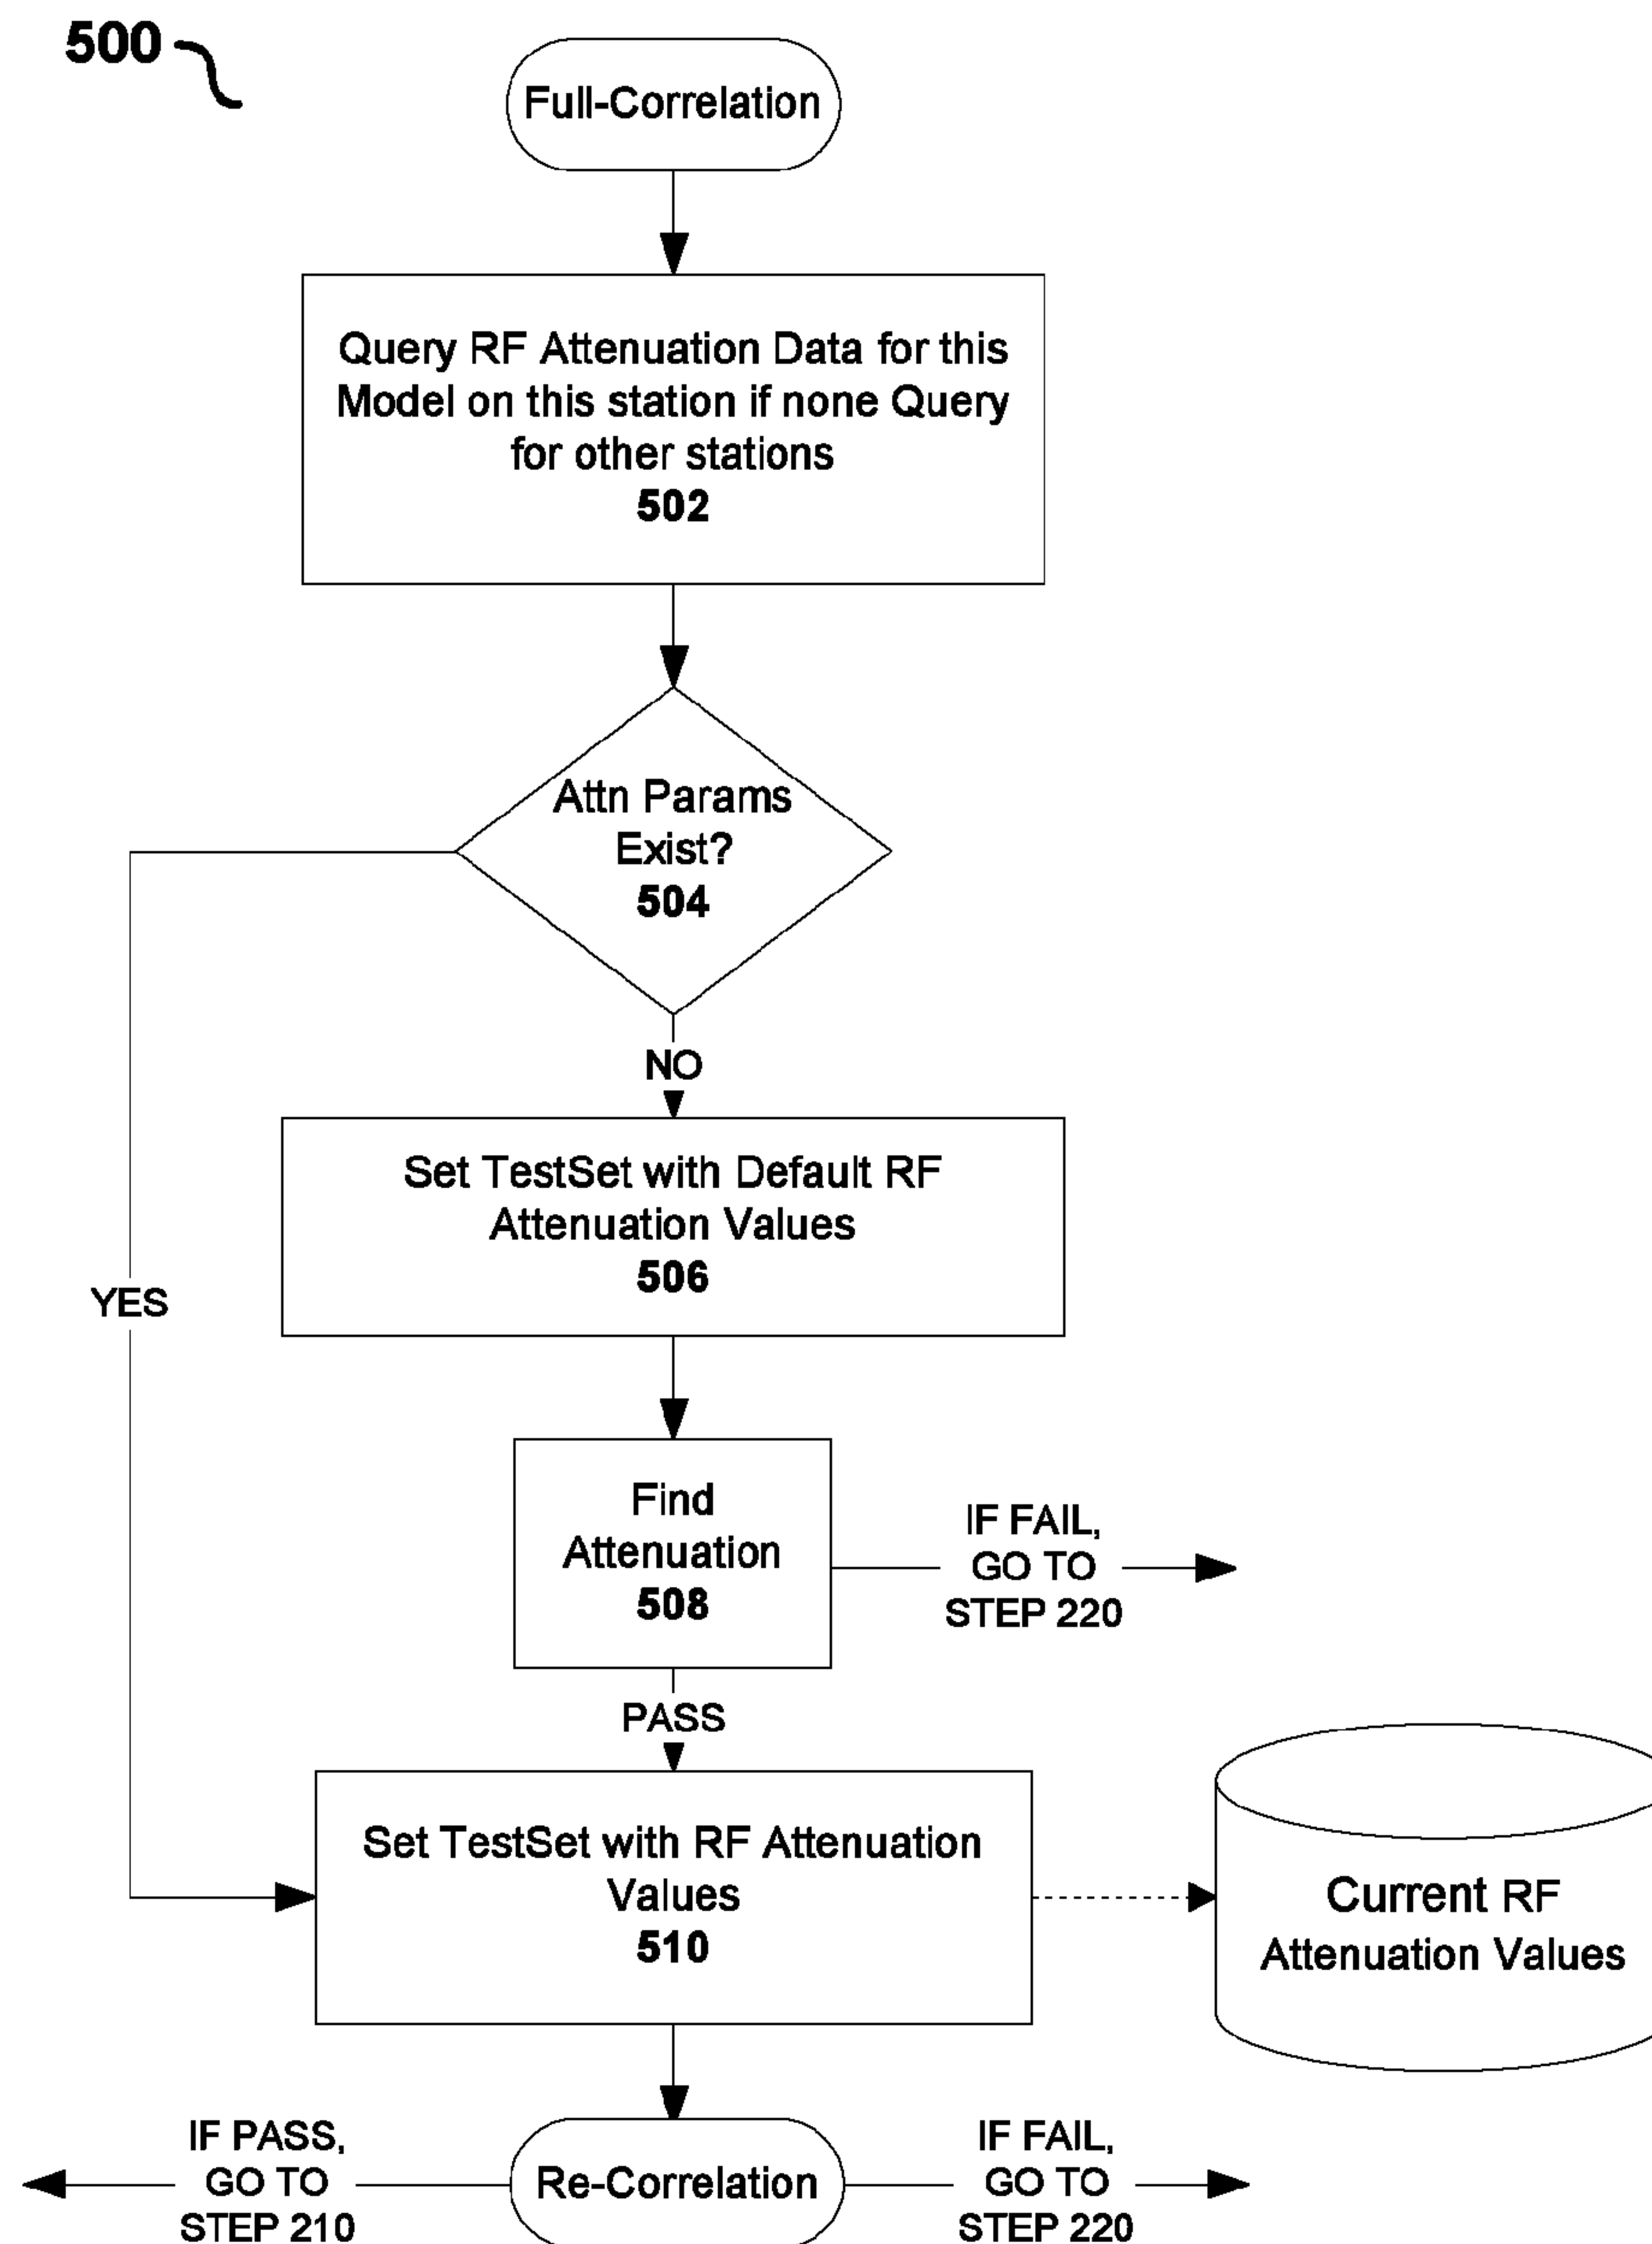 500
Full-Correlation
Query RF Attenuation Data for this
Model on this station if none Query
for other stations
502
Attn Params
Exist?
504
NO
YES
Set TestSet with Default RF
Attenuation Values
506
Find
Attenuation
508
IF FAIL,
GO TO
STEP 220
PASS
Set TestSet with RF Attenuation
Values
510
Current RF
Attenuation Values
IF PASS,
GO TO
STEP 210
Re-Correlation
IF FAIL,
GO TO
STEP 220